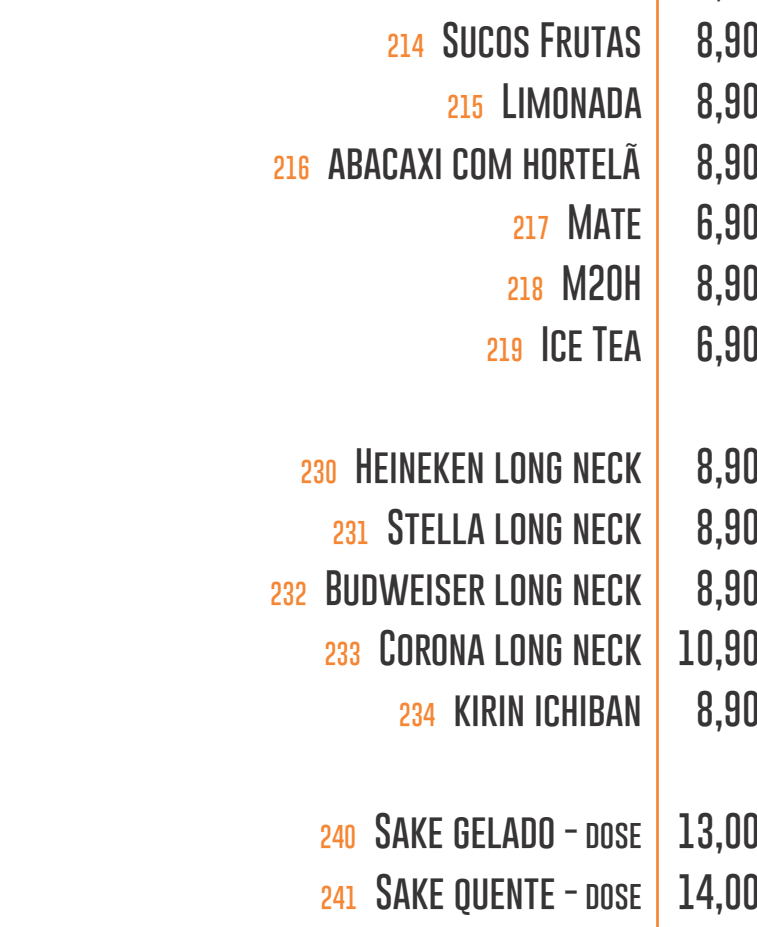 214 Sucos Frutas 8,90
215 Limonada 8,90
216 ABACAXI COM HORTELÃ 8,90
217 Mate 6,90
218 M20H 8,90
219 Ice Tea 6,90
230 Heineken long neck 8,90
231 Stella long neck 8,90
232 Budweiser long neck 8,90
233 Corona long neck 10,90
234 KIRIN ICHIBAN 8,90
240 Sake gelado - dose 13,00
241 Sake quente - dose 14,00